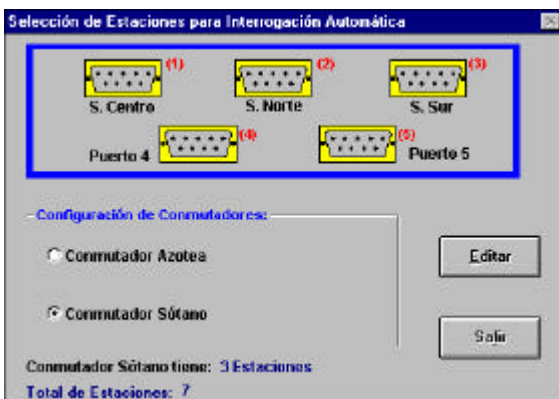 Selección de Estaciones para Interrogación Automática
(1) (2) (3)
S. Centro S. Norte S. Sur
(4) (5)
Puerto 4 Puerto 5
Configuración de Conmutadores:
Conmutador Azotea
Editar
Conmutador Sótano
Salir
Conmutador Sótano tiene: 3 Estaciones
Total de Estaciones: 7